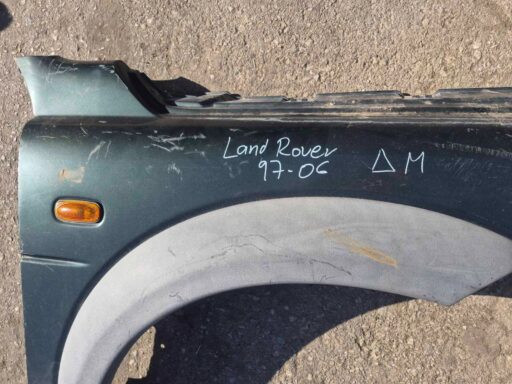 Land Rover
97-06
ΔM